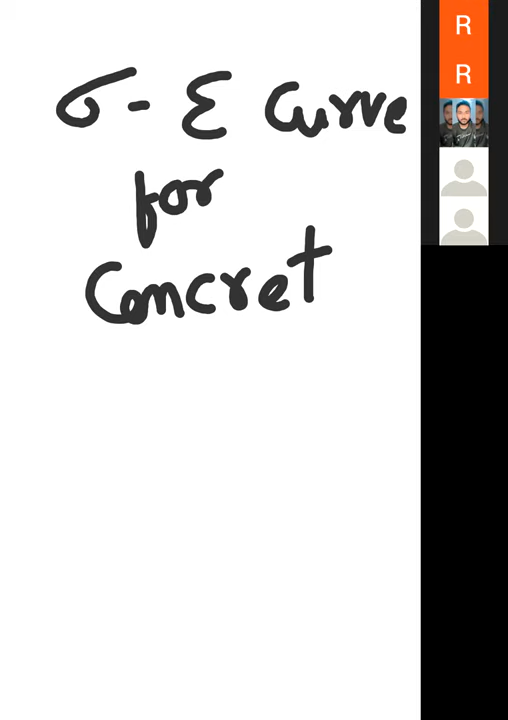 σ - ε Curve
for
Concret
R
R